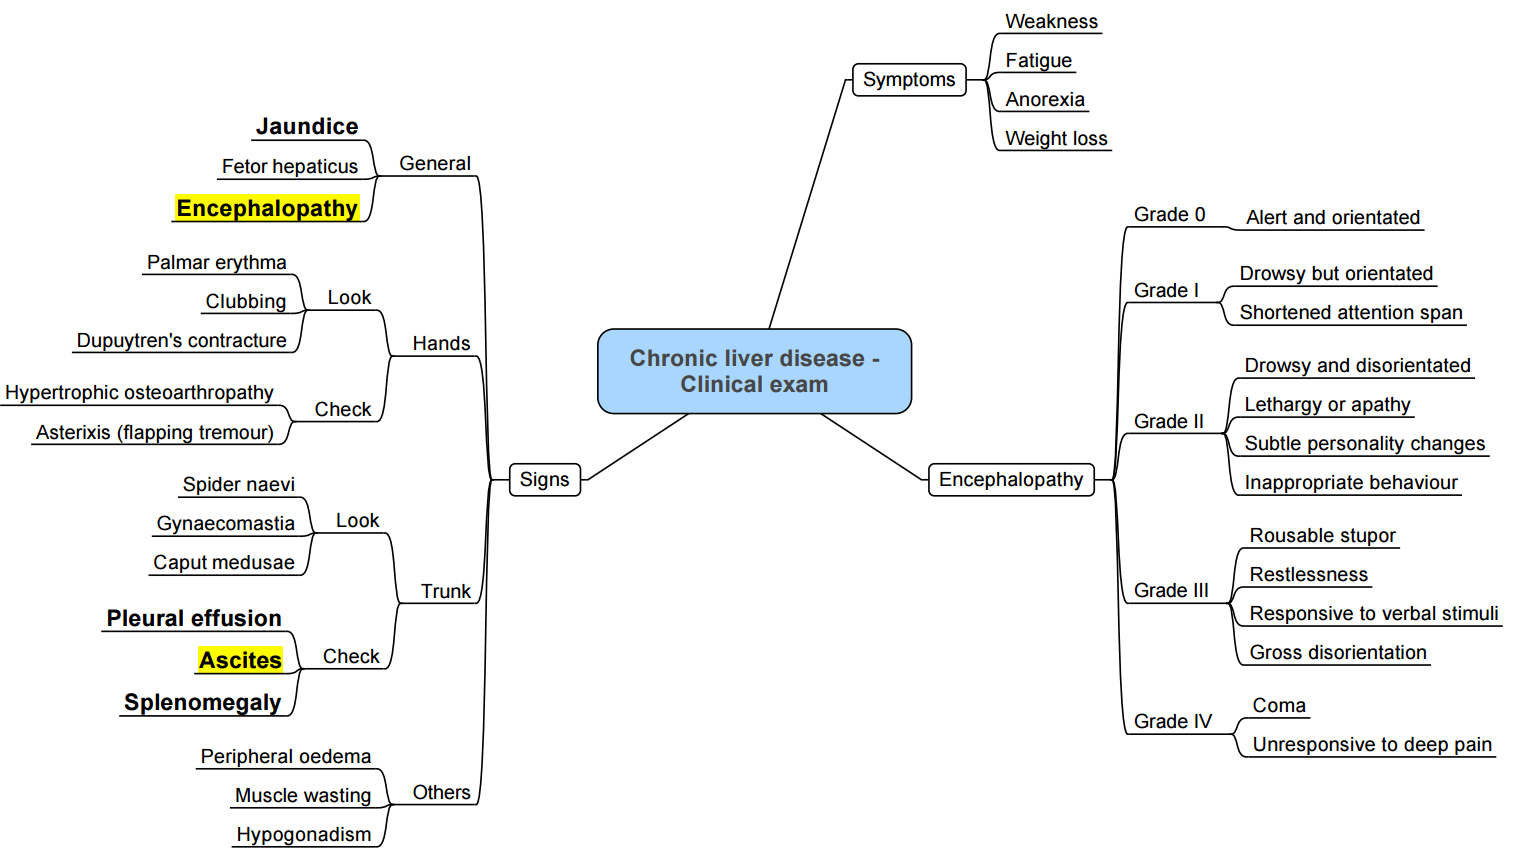 Chronic liver disease -
Clinical exam
Symptoms
Weakness
Fatigue
Anorexia
Weight loss
Encephalopathy
Grade 0
Alert and orientated
Grade I
Drowsy but orientated
Shortened attention span
Grade II
Drowsy and disorientated
Lethargy or apathy
Subtle personality changes
Inappropriate behaviour
Grade III
Rousable stupor
Restlessness
Responsive to verbal stimuli
Gross disorientation
Grade IV
Coma
Unresponsive to deep pain
Signs
General
Jaundice
Fetor hepaticus
Encephalopathy
Hands
Look
Palmar erythma
Clubbing
Dupuytren's contracture
Check
Hypertrophic osteoarthropathy
Asterixis (flapping tremour)
Trunk
Look
Spider naevi
Gynaecomastia
Caput medusae
Check
Pleural effusion
Ascites
Splenomegaly
Others
Peripheral oedema
Muscle wasting
Hypogonadism